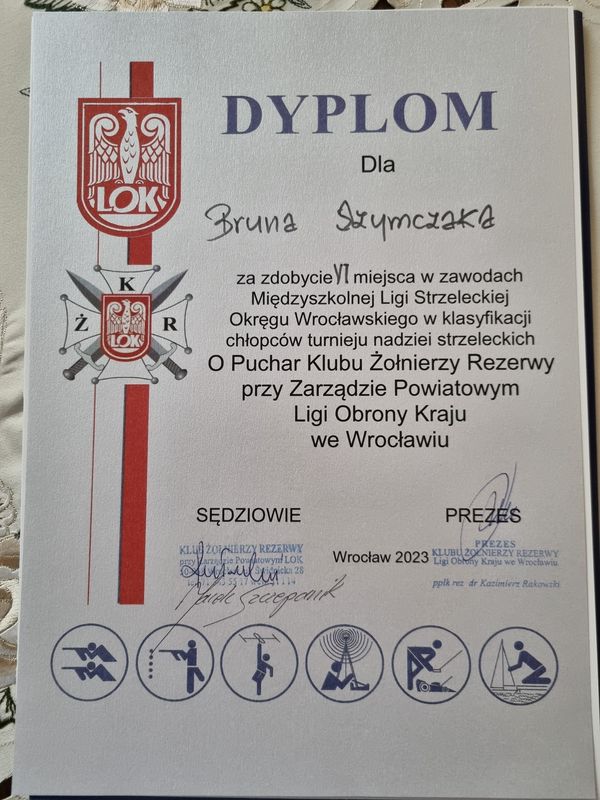 DYPLOM
Dla
Bruna Szymczaka
za zdobycie VI miejsca w zawodach
Międzyszkolnej Ligi Strzeleckiej
Okręgu Wrocławskiego w klasyfikacji
chłopców turnieju nadziei strzeleckich
O Puchar Klubu Żołnierzy Rezerwy
przy Zarządzie Powiatowym
Ligi Obrony Kraju
we Wrocławiu
LOK
K
Ż R
LOK
SĘDZIOWIE
PREZES
KLUB ŻOŁNIERZY REZERWY
przy Zarządzie Powiatowym LOK
Marek Szczepanik
Wrocław 2023
PREZES
KLUBU ŻOŁNIERZY REZERWY
Ligi Obrony Kraju we Wrocławiu
ppłk rez dr Kazimierz Rakowski